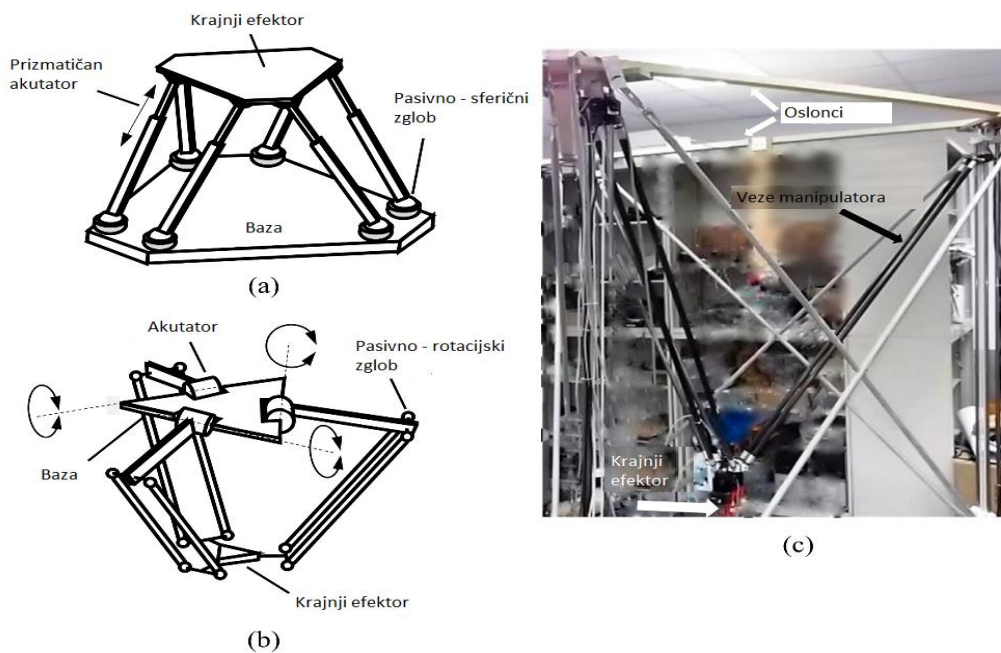 Krajnji efektor
Prizmatičan
akutator
Pasivno - sferični
zglob
Baza
(a)
Akutator
Pasivno - rotacijski
zglob
Baza
Krajnji efektor
(b)
Oslonci
Veze manipulatora
Krajnji
efektor
(c)